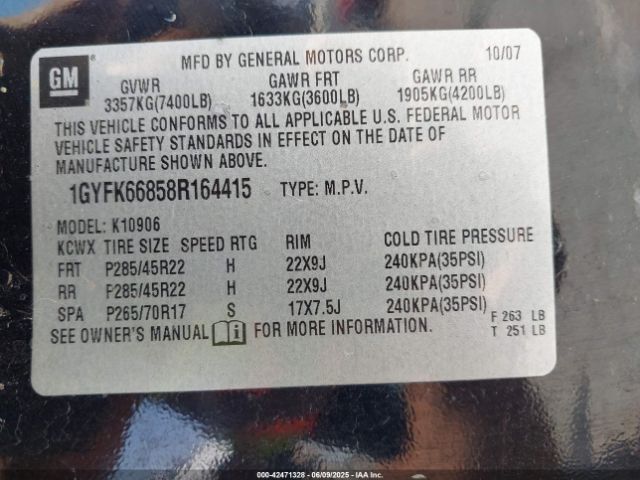 GM
MFD BY GENERAL MOTORS CORP. 10/07
GVWR GAWR FRT GAWR RR
3357KG(7400LB) 1633KG(3600LB) 1905KG(4200LB)
THIS VEHICLE CONFORMS TO ALL APPLICABLE U.S. FEDERAL MOTOR
VEHICLE SAFETY STANDARDS IN EFFECT ON THE DATE OF
MANUFACTURE SHOWN ABOVE.
1GYFK66858R164415 TYPE: M.P.V.
MODEL: K10906
KCWX TIRE SIZE SPEED RTG RIM COLD TIRE PRESSURE
FRT P285/45R22 H 22X9J 240KPA(35PSI)
RR P285/45R22 H 22X9J 240KPA(35PSI)
SPA P265/70R17 S 17X7.5J 240KPA(35PSI)
SEE OWNER'S MANUAL FOR MORE INFORMATION.
F 263 LB
T 251 LB
000-42471328 | 06/09/2025 - IAAI.COM